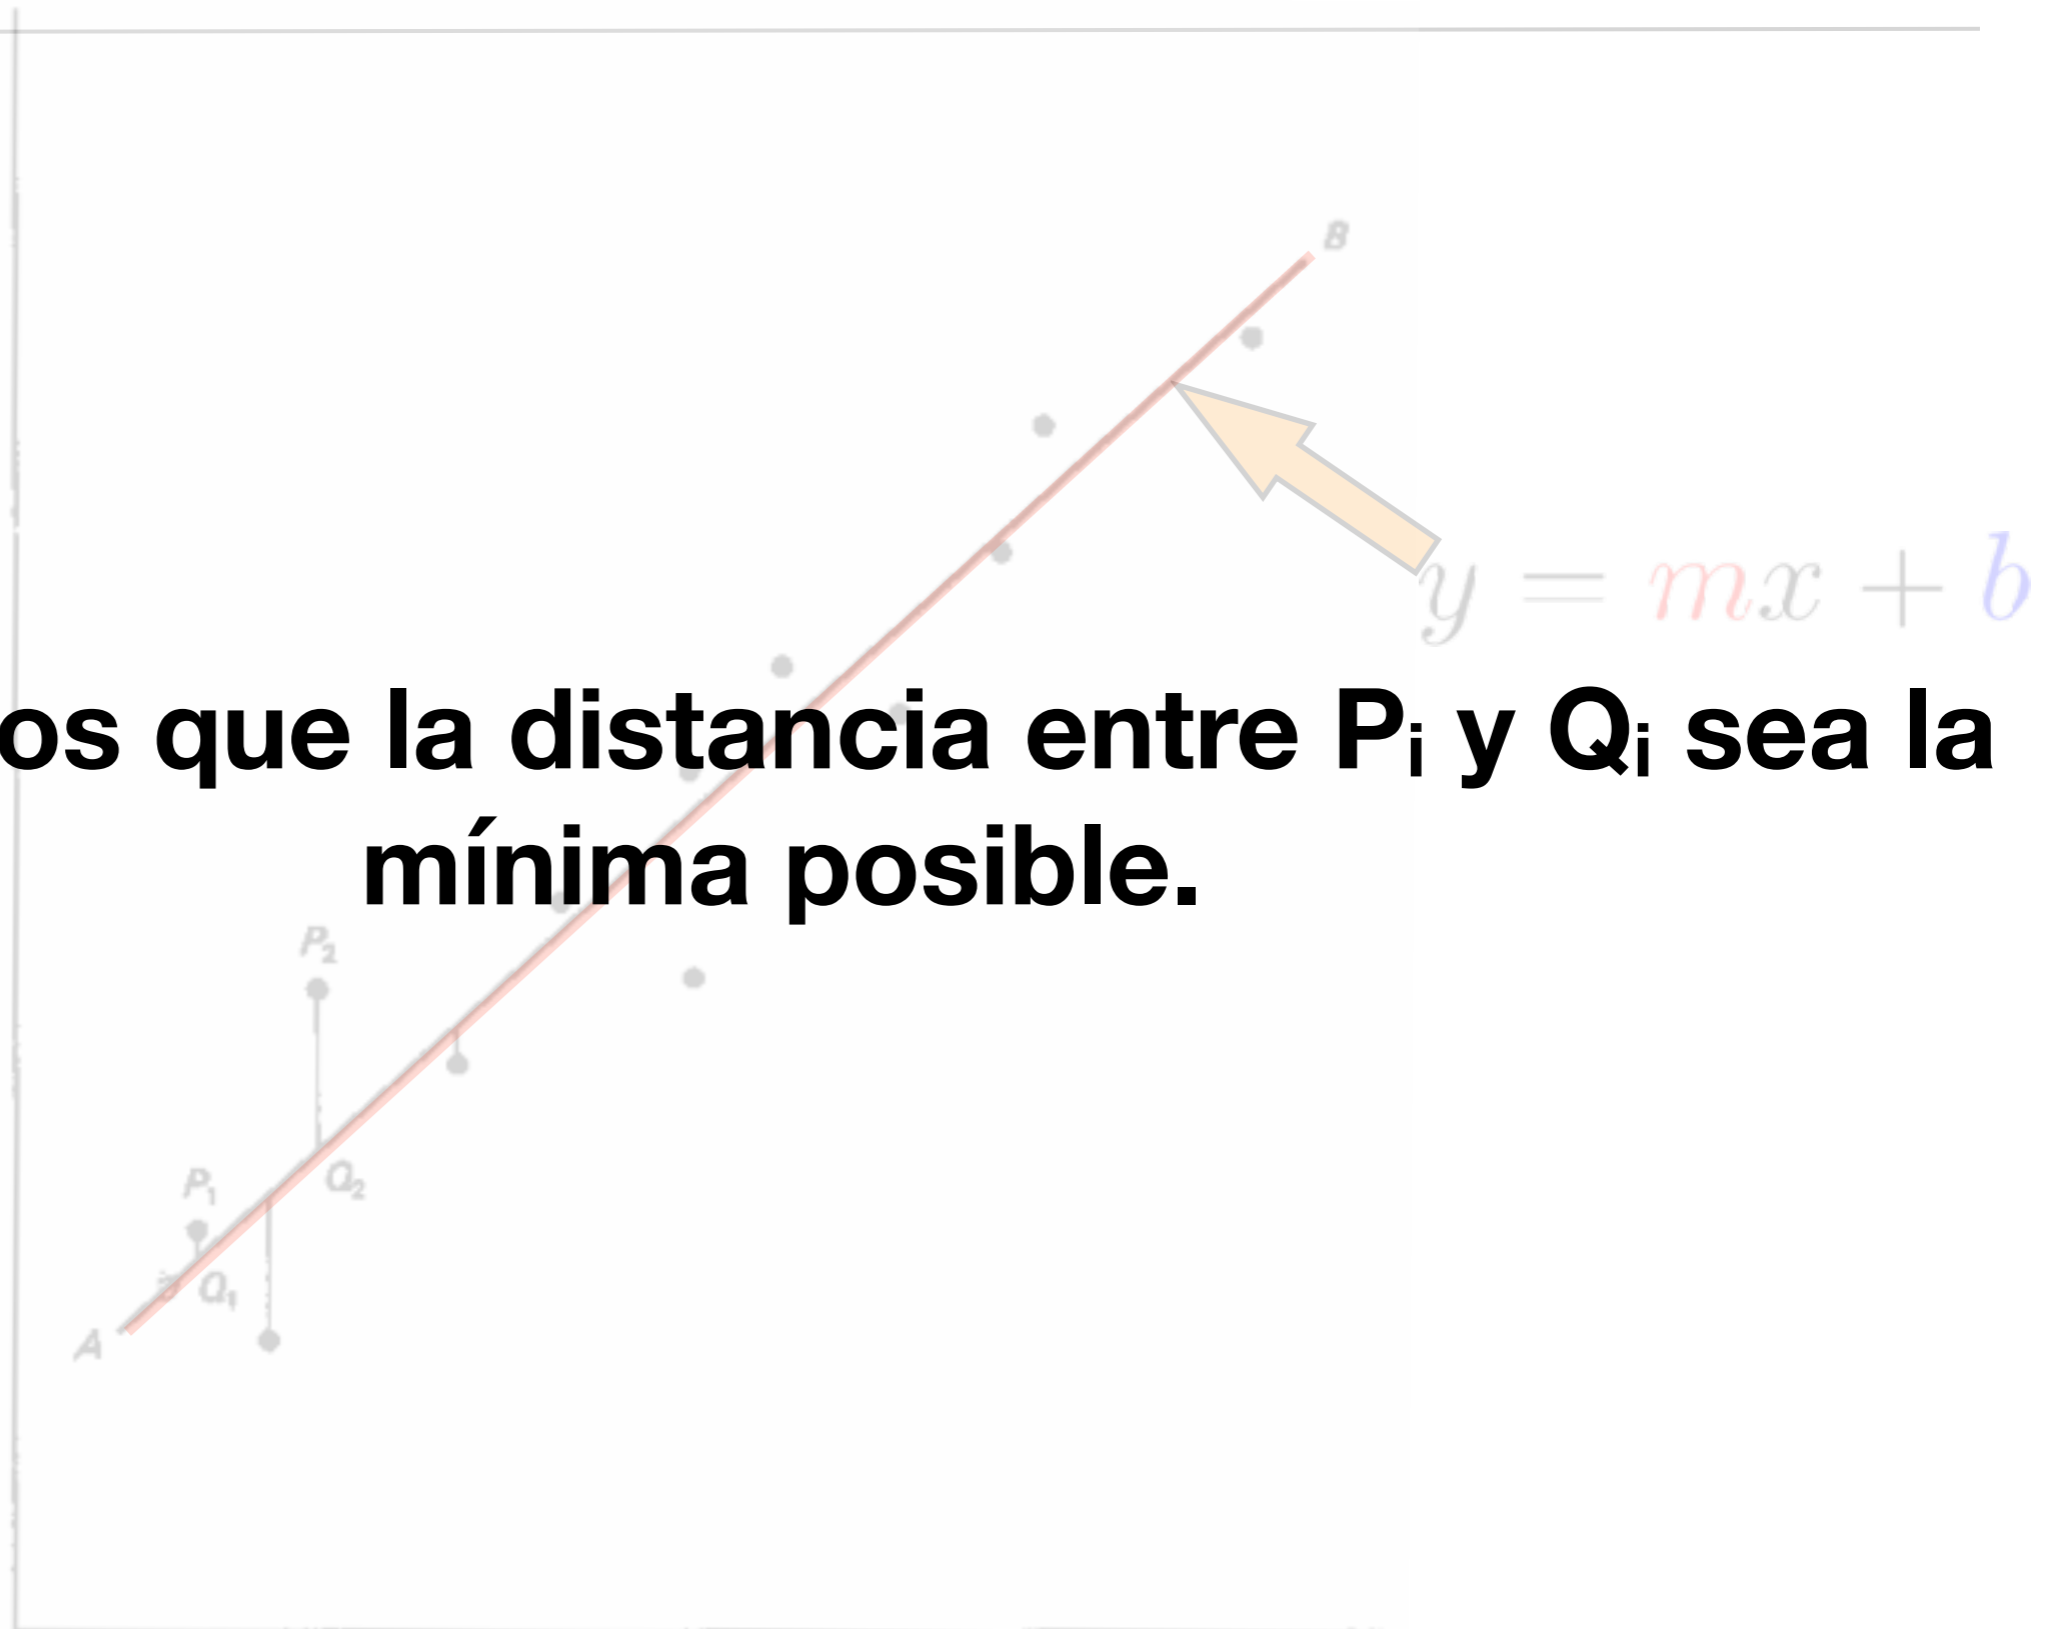 B
y = mx + b
os que la distancia entre Pᵢ y Qᵢ sea la
mínima posible.
P₂
Q₂
P₁
Q₁
A